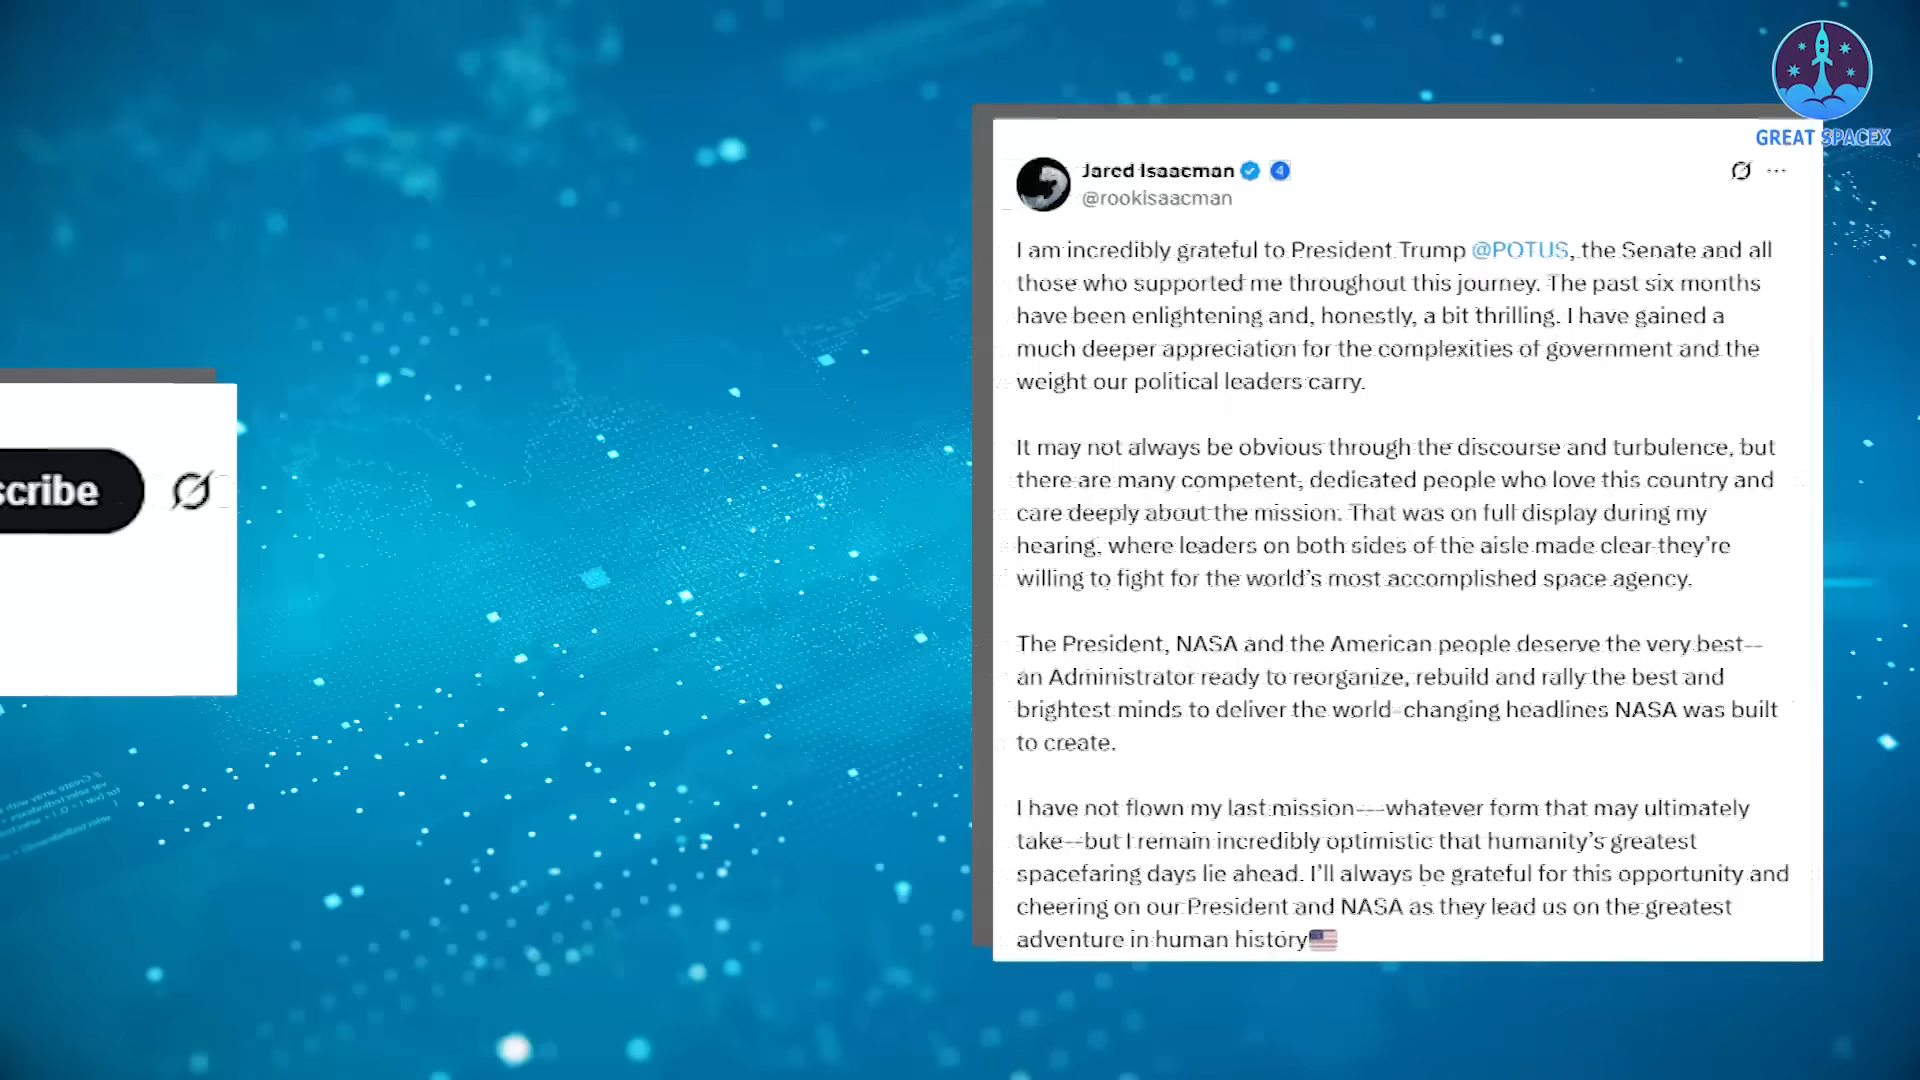 GREAT SPACEX
Jared Isaacman
@rookisaacman
I am incredibly grateful to President Trump @POTUS, the Senate and all
those who supported me throughout this journey. The past six months
have been enlightening and, honestly, a bit thrilling. I have gained a
much deeper appreciation for the complexities of government and the
weight our political leaders carry.
It may not always be obvious through the discourse and turbulence, but
there are many competent, dedicated people who love this country and
care deeply about the mission. That was on full display during my
hearing, where leaders on both sides of the aisle made clear they're
willing to fight for the world's most accomplished space agency.
The President, NASA and the American people deserve the very best—
an Administrator ready to reorganize, rebuild and rally the best and
brightest minds to deliver the world-changing headlines NASA was built
to create.
I have not flown my last mission—whatever form that may ultimately
take—but I remain incredibly optimistic that humanity's greatest
spacefaring days lie ahead. I'll always be grateful for this opportunity and
cheering on our President and NASA as they lead us on the greatest
adventure in human history🇺🇸
scribe